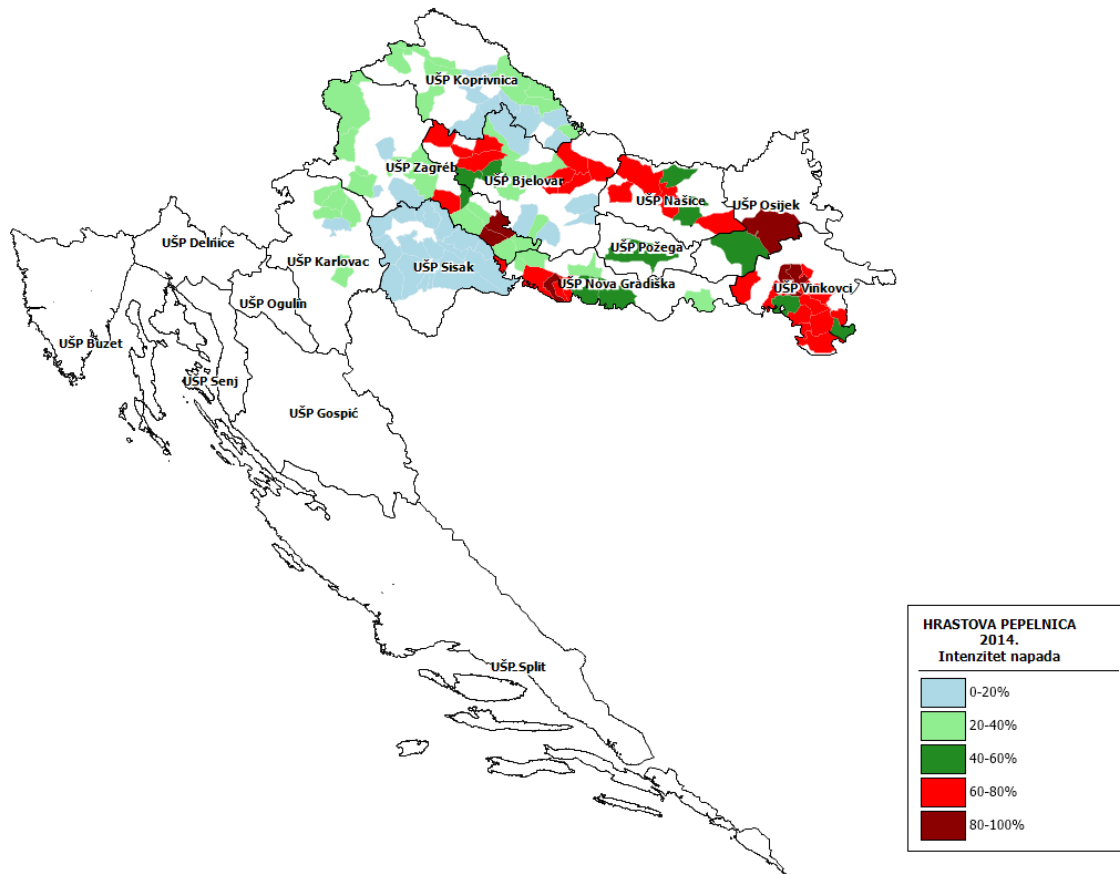 UŠP Koprivnica
UŠP Zagreb
UŠP Bjelovar
UŠP Našice
UŠP Osijek
UŠP Delnice
UŠP Karlovac
UŠP Sisak
UŠP Požega
UŠP Nova Gradiška
UŠP Vinkovci
UŠP Ogulin
UŠP Buzet
UŠP Senj
UŠP Gospić
UŠP Split
HRASTOVA PEPELNICA
2014.
Intenzitet napada
0-20%
20-40%
40-60%
60-80%
80-100%